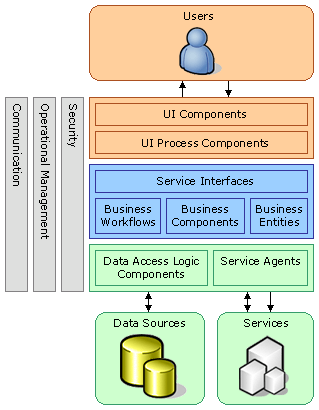 Users
Communication
Operational Management
Security
UI Components
UI Process Components
Service Interfaces
Business
Workflows
Business
Components
Business
Entities
Data Access Logic
Components
Service Agents
Data Sources
Services